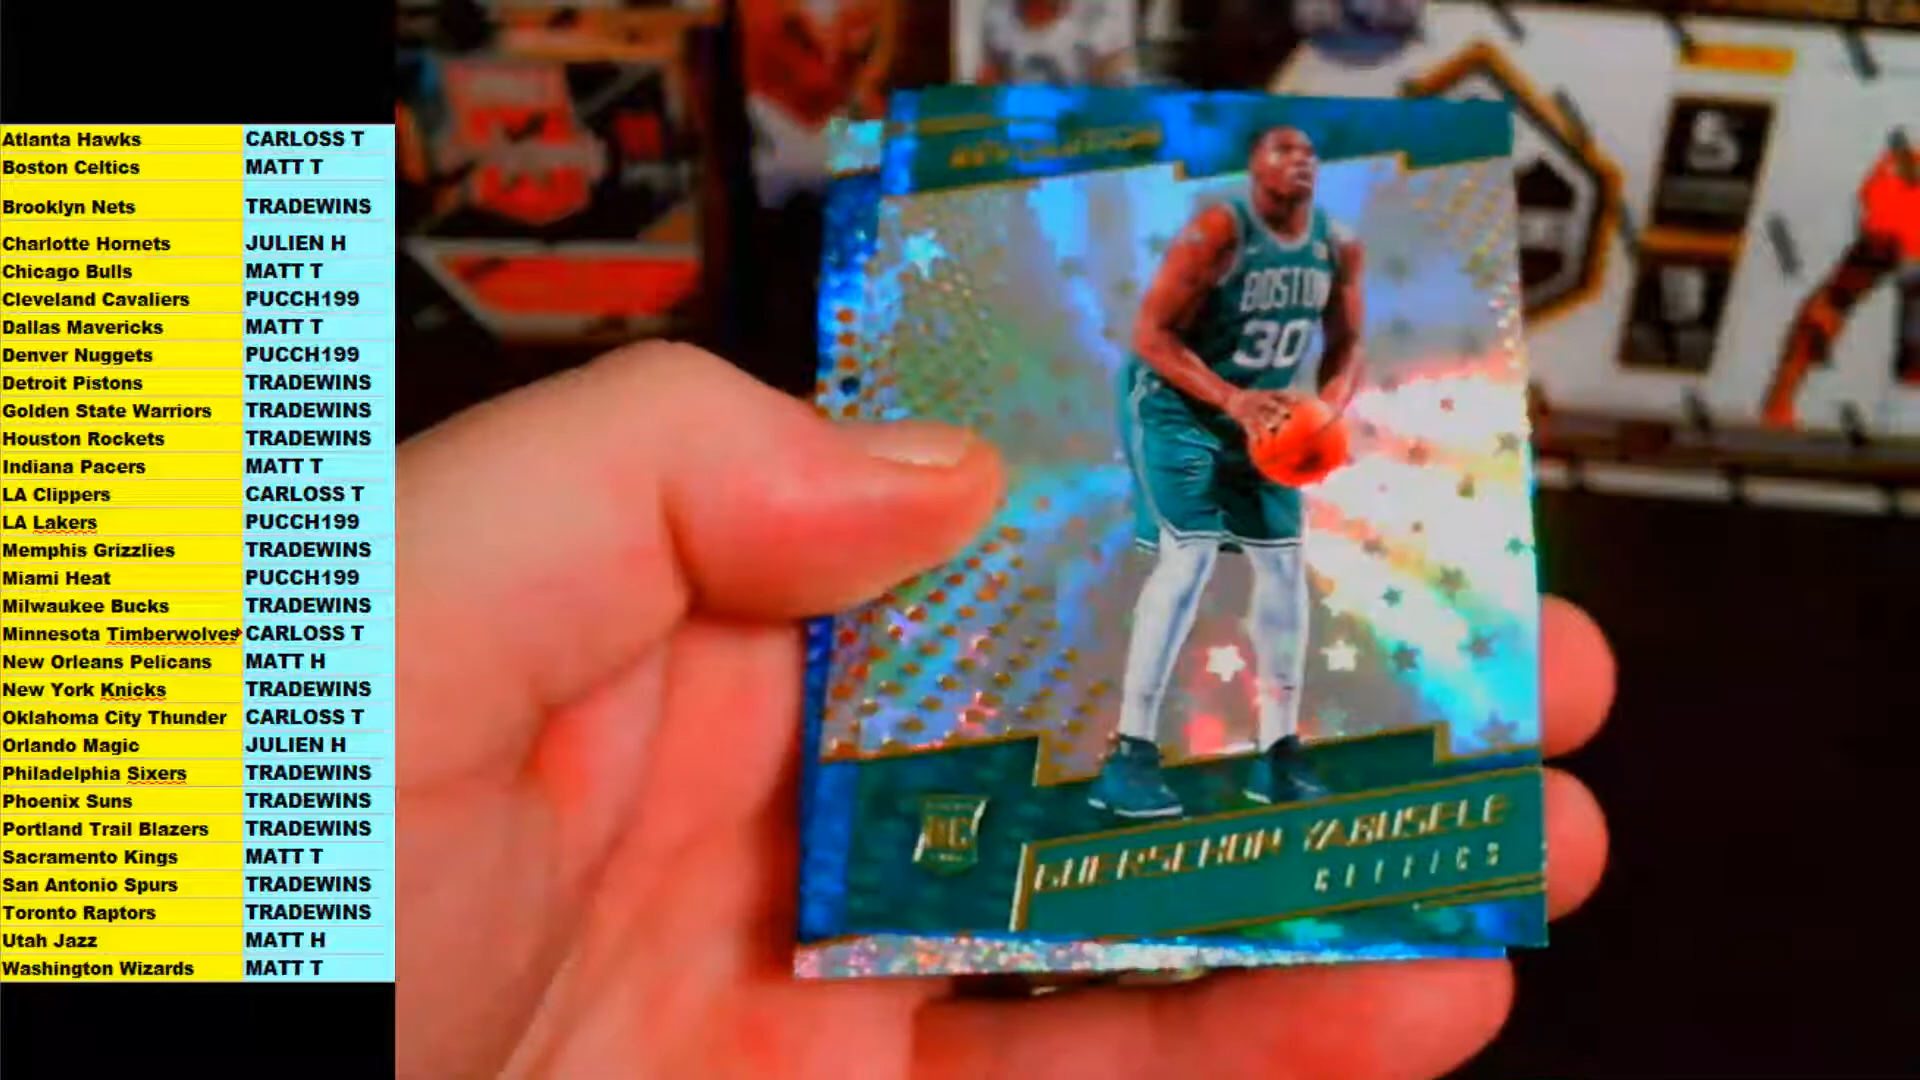 Atlanta Hawks CARLOSS T
Boston Celtics MATT T
Brooklyn Nets TRADEWINS
Charlotte Hornets JULIEN H
Chicago Bulls MATT T
Cleveland Cavaliers PUCCH199
Dallas Mavericks MATT T
Denver Nuggets PUCCH199
Detroit Pistons TRADEWINS
Golden State Warriors TRADEWINS
Houston Rockets TRADEWINS
Indiana Pacers MATT T
LA Clippers CARLOSS T
LA Lakers PUCCH199
Memphis Grizzlies TRADEWINS
Miami Heat PUCCH199
Milwaukee Bucks TRADEWINS
Minnesota Timberwolves CARLOSS T
New Orleans Pelicans MATT H
New York Knicks TRADEWINS
Oklahoma City Thunder CARLOSS T
Orlando Magic JULIEN H
Philadelphia Sixers TRADEWINS
Phoenix Suns TRADEWINS
Portland Trail Blazers TRADEWINS
Sacramento Kings MATT T
San Antonio Spurs TRADEWINS
Toronto Raptors TRADEWINS
Utah Jazz MATT H
Washington Wizards MATT T
REVOLUTION
BOSTON
30
RC
GUERSCHON YABUSELE
CELTICS